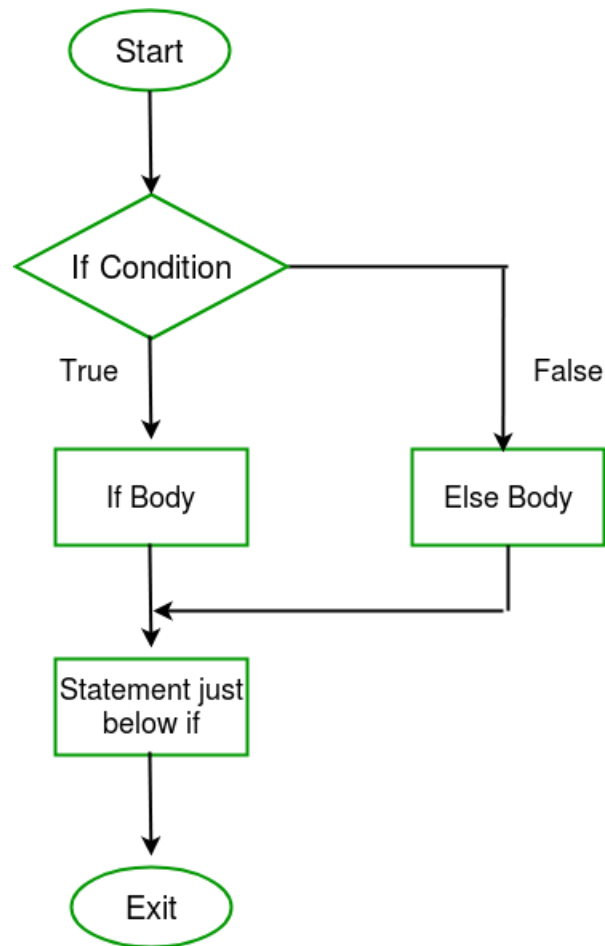 Start
If Condition
True
False
If Body
Else Body
Statement just
below if
Exit